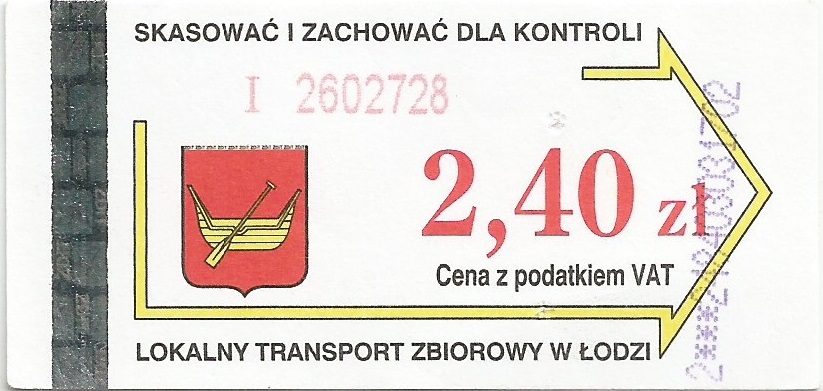 SKASOWAĆ I ZACHOWAĆ DLA KONTROLI
I 2602728
2,40 zł
Cena z podatkiem VAT
LOKALNY TRANSPORT ZBIOROWY W ŁODZI